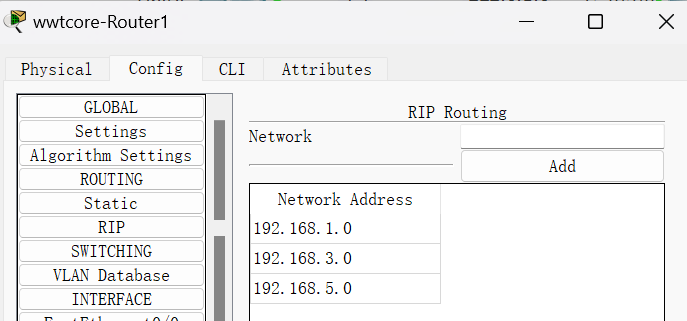 wwtcore-Router1
Physical Config CLI Attributes
GLOBAL
Settings
Algorithm Settings
ROUTING
Static
RIP
SWITCHING
VLAN Database
INTERFACE
RIP Routing
Network
Add
Network Address
192.168.1.0
192.168.3.0
192.168.5.0